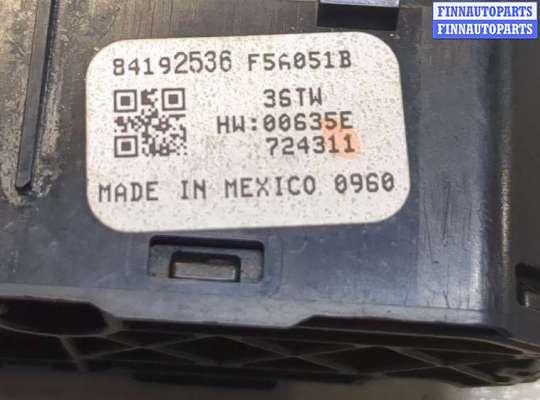 FINNAUTOPARTS
FINNAUTOPARTS
84192536 F5A051B
36TW
HW:00635E
724311
MADE IN MEXICO 0960